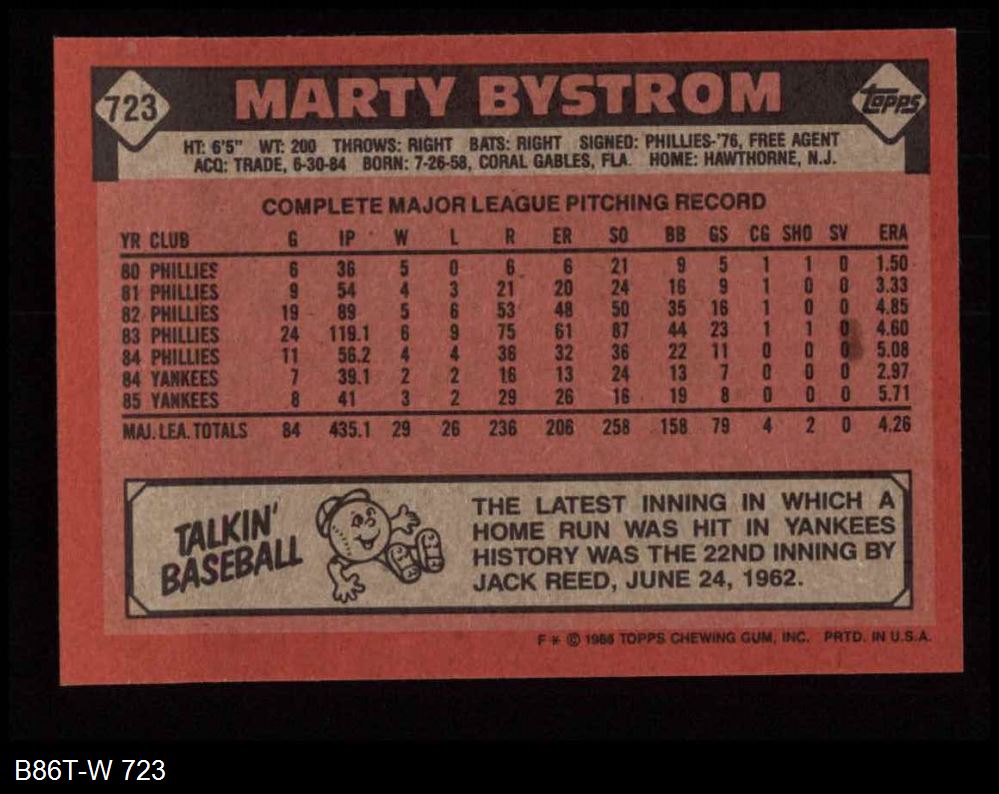 723
MARTY BYSTROM
Topps
HT: 6'5" WT: 200 THROWS: RIGHT BATS: RIGHT SIGNED: PHILLIES-'76, FREE AGENT
ACQ: TRADE, 6-30-84 BORN: 7-26-58, CORAL GABLES, FLA. HOME: HAWTHORNE, N.J.
COMPLETE MAJOR LEAGUE PITCHING RECORD
YR CLUB G IP W L R ER SO BB GS CG SHO SV ERA
80 PHILLIES 6 36 5 0 6 6 21 9 5 1 1 0 1.50
81 PHILLIES 9 54 4 3 21 20 24 16 9 1 0 0 3.33
82 PHILLIES 19 89 5 6 53 48 50 35 16 1 0 0 4.85
83 PHILLIES 24 119.1 6 9 75 61 87 44 23 1 1 0 4.60
84 PHILLIES 11 56.2 4 4 36 32 36 22 11 0 0 0 5.08
84 YANKEES 7 39.1 2 2 16 13 24 13 7 0 0 0 2.97
85 YANKEES 8 41 3 2 29 26 16 19 8 0 0 0 5.71
MAJ. LEA. TOTALS 84 435.1 29 26 236 206 258 158 79 4 2 0 4.26
TALKIN'
BASEBALL
THE LATEST INNING IN WHICH A
HOME RUN WAS HIT IN YANKEES
HISTORY WAS THE 22ND INNING BY
JACK REED, JUNE 24, 1962.
F * © 1986 TOPPS CHEWING GUM, INC. PRTD. IN U.S.A.
B86T-W 723